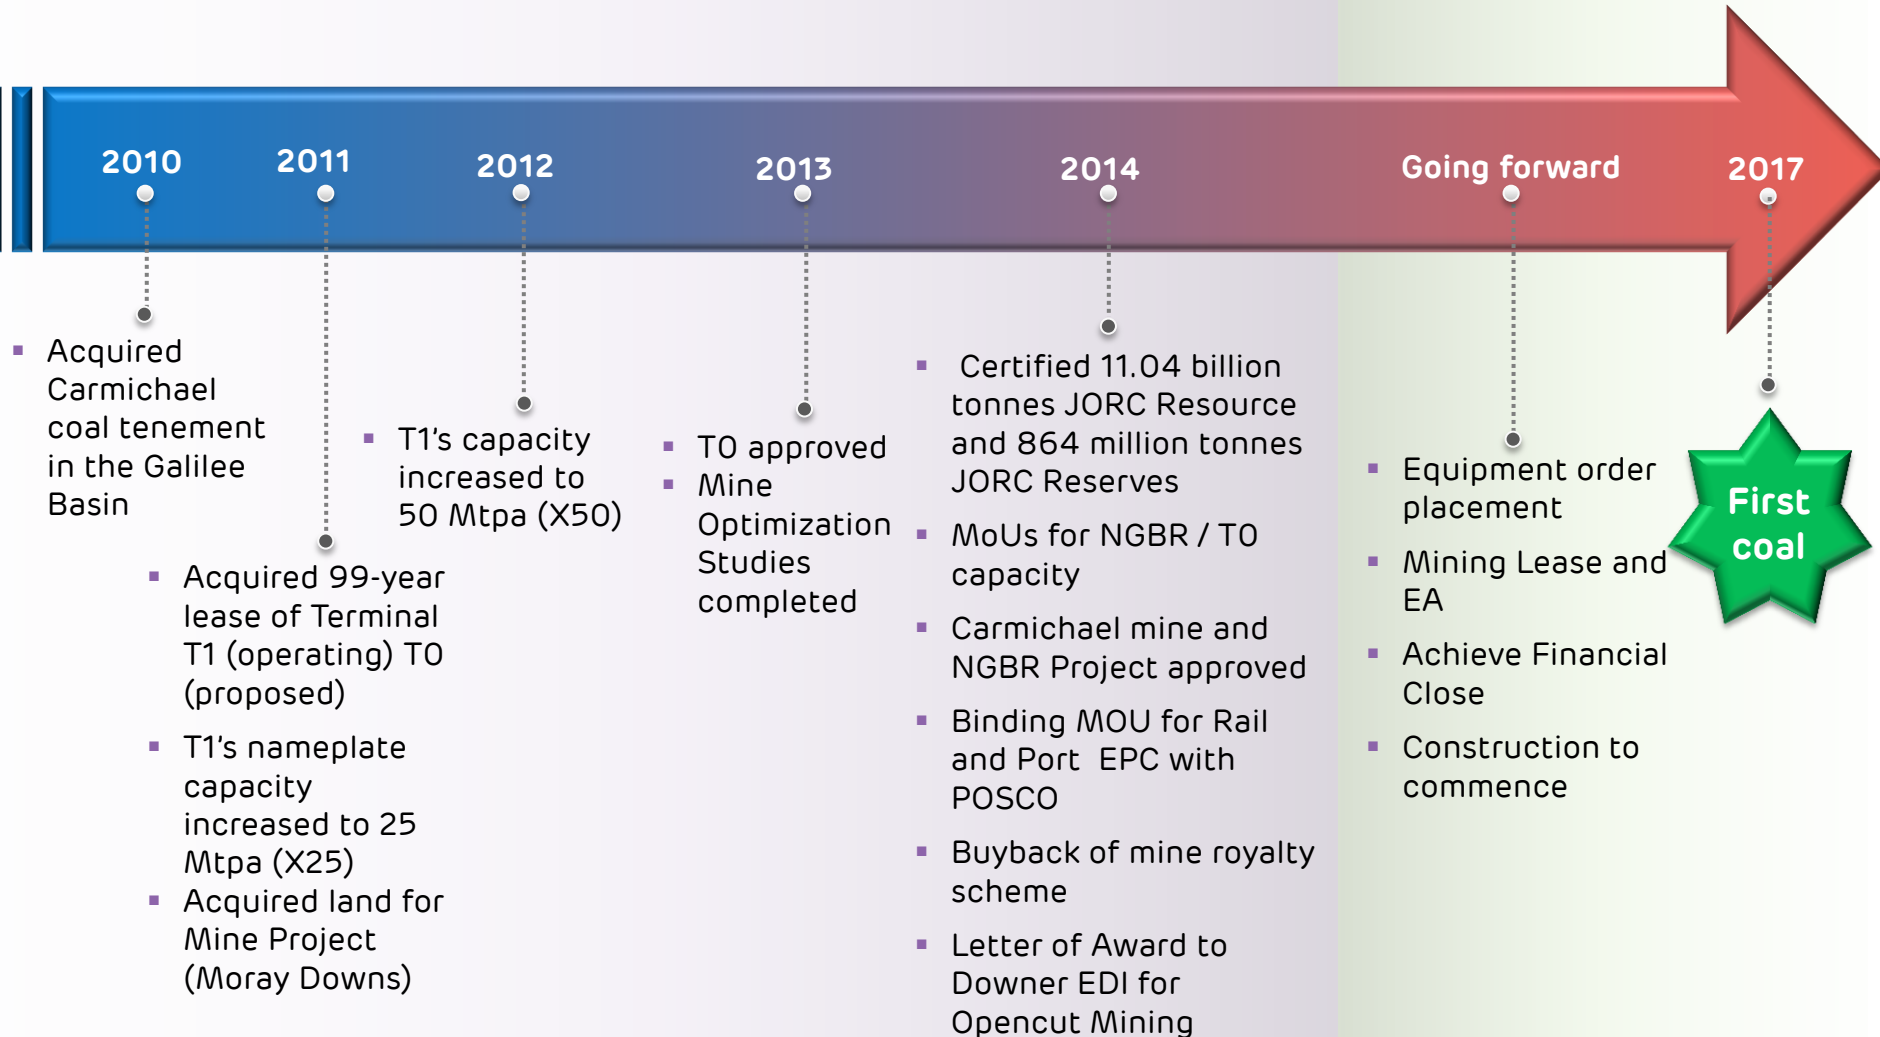 2010
2011
2012
2013
2014
Going forward
2017
▪ Acquired
Carmichael
coal tenement
in the Galilee
Basin
▪ Acquired 99-year
lease of Terminal
T1 (operating) T0
(proposed)
▪ T1's nameplate
capacity
increased to 25
Mtpa (X25)
▪ Acquired land for
Mine Project
(Moray Downs)
▪ T1's capacity
increased to
50 Mtpa (X50)
▪ T0 approved
▪ Mine
Optimization
Studies
completed
▪ Certified 11.04 billion
tonnes JORC Resource
and 864 million tonnes
JORC Reserves
▪ MoUs for NGBR / T0
capacity
▪ Carmichael mine and
NGBR Project approved
▪ Binding MOU for Rail
and Port EPC with
POSCO
▪ Buyback of mine royalty
scheme
▪ Letter of Award to
Downer EDI for
Opencut Mining
▪ Equipment order
placement
▪ Mining Lease and
EA
▪ Achieve Financial
Close
▪ Construction to
commence
First
coal